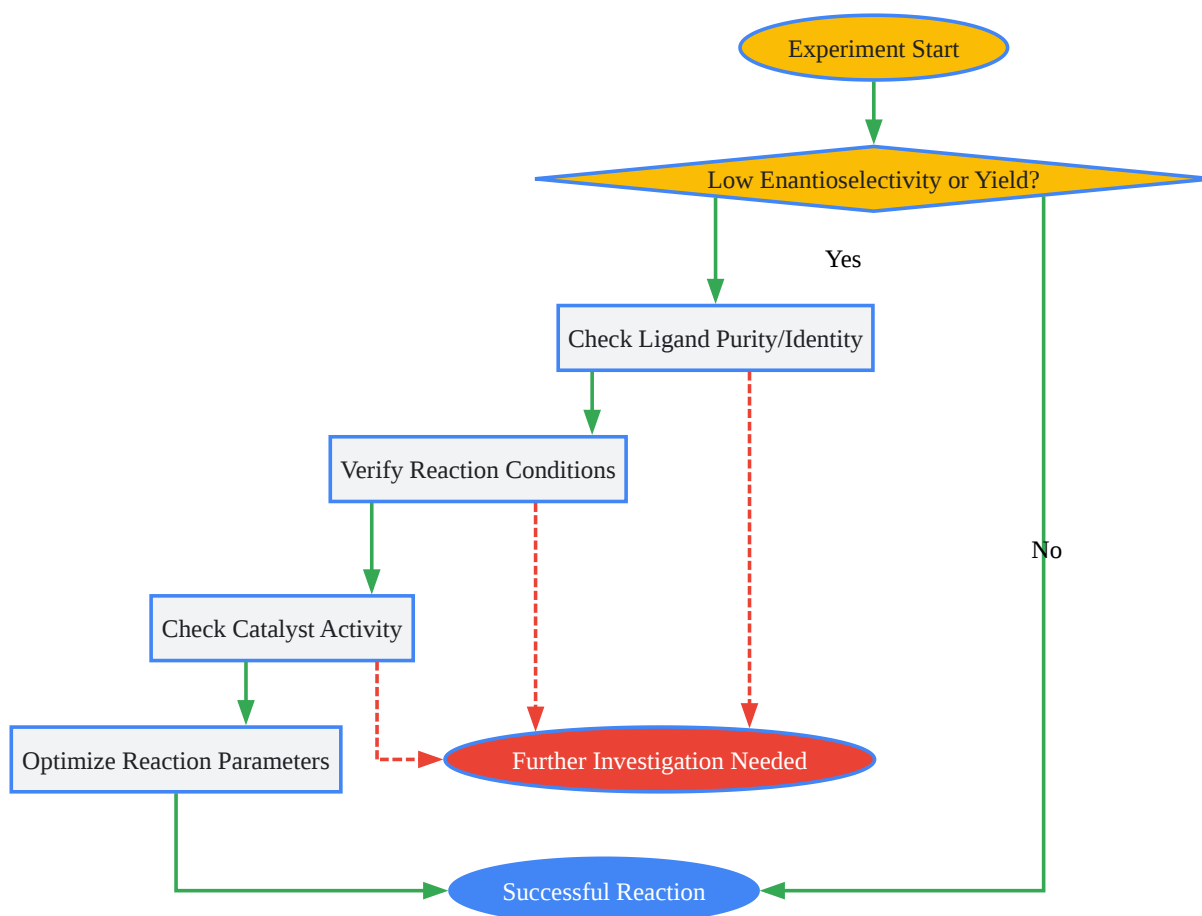 Experiment Start
Low Enantioselectivity or Yield?
Yes
Check Ligand Purity/Identity
Verify Reaction Conditions
No
Check Catalyst Activity
Optimize Reaction Parameters
Further Investigation Needed
Successful Reaction